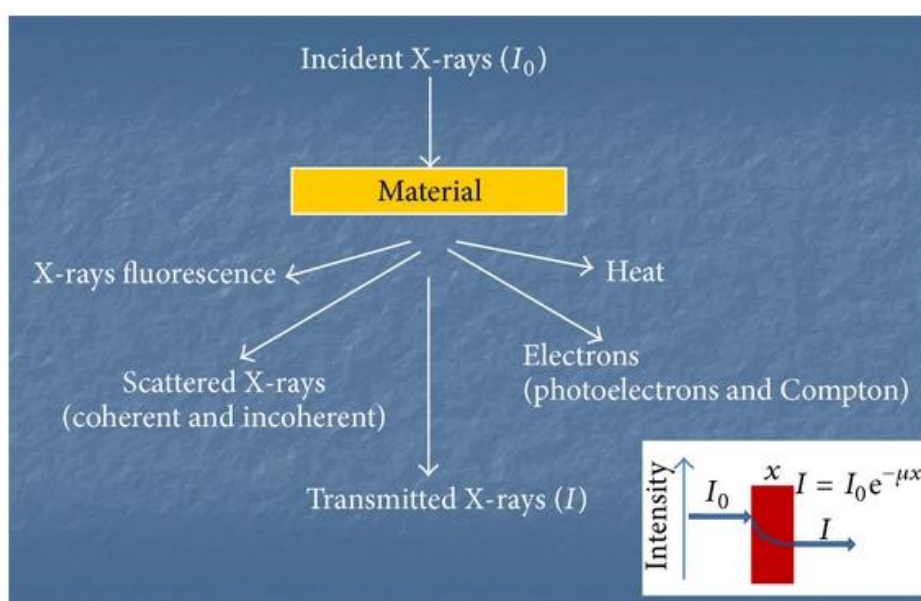 Incident X-rays (I₀)
Material
X-rays fluorescence
Heat
Scattered X-rays
(coherent and incoherent)
Electrons
(photoelectrons and Compton)
Transmitted X-rays (I)
Intensity
I₀
x
I = I₀e⁻μx
I